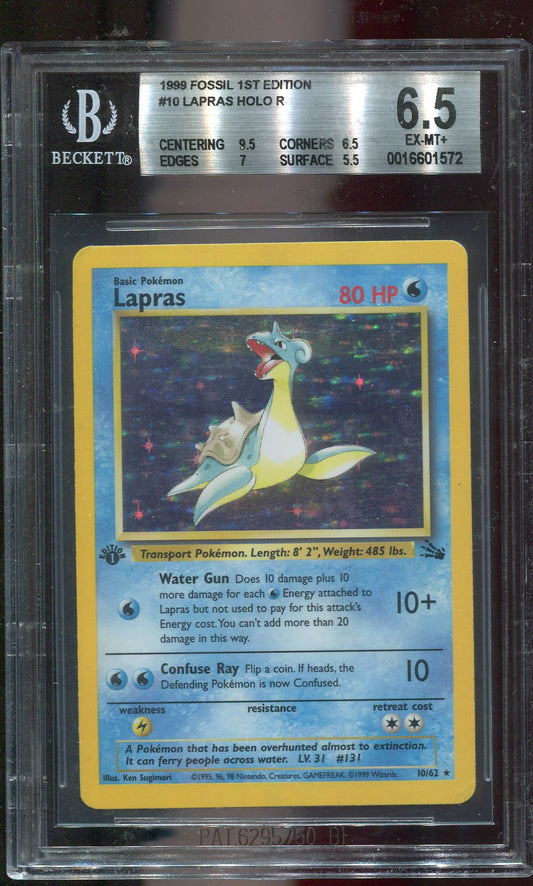 1999 FOSSIL 1ST EDITION
#10 LAPRAS HOLO R
CENTERING 9.5 CORNERS 6.5
EDGES 7 SURFACE 5.5
6.5
EX-MT+
0016601572
B
BECKETT®
Basic Pokémon
Lapras
80 HP
EDITION
1
Transport Pokémon. Length: 8' 2", Weight: 485 lbs.
Water Gun Does 10 damage plus 10
more damage for each Energy attached to
Lapras but not used to pay for this attack's
Energy cost. You can't add more than 20
damage in this way.
10+
Confuse Ray Flip a coin. If heads, the
Defending Pokémon is now Confused.
10
weakness resistance retreat cost
A Pokémon that has been overhunted almost to extinction.
It can ferry people across water. LV. 31 #131
Illus. Ken Sugimori ©1995, 96, 98 Nintendo, Creatures, GAMEFREAK. ©1999 Wizards. 10/62 ★